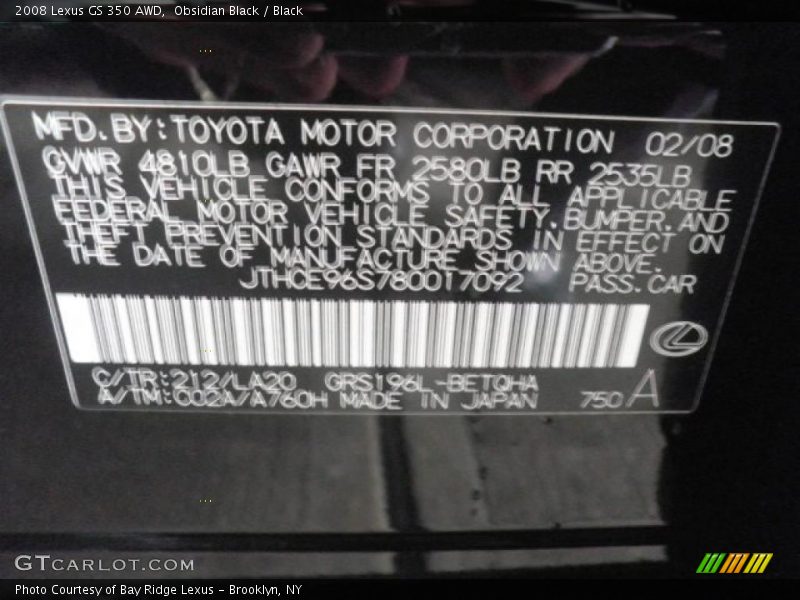 2008 Lexus GS 350 AWD, Obsidian Black / Black
MFD.BY:TOYOTA MOTOR CORPORATION 02/08
GVWR 4810LB GAWR FR 2580LB RR 2535LB
THIS VEHICLE CONFORMS TO ALL APPLICABLE
FEDERAL MOTOR VEHICLE SAFETY,BUMPER,AND
THEFT PREVENTION STANDARDS IN EFFECT ON
THE DATE OF MANUFACTURE SHOWN ABOVE.
JTHCE96S780017092 PASS.CAR
C/TR:212/LA20 GRS196L-BETQHA
A/TM:002A/A760H MADE IN JAPAN 750 A
GTCARLOT.COM
Photo Courtesy of Bay Ridge Lexus – Brooklyn, NY